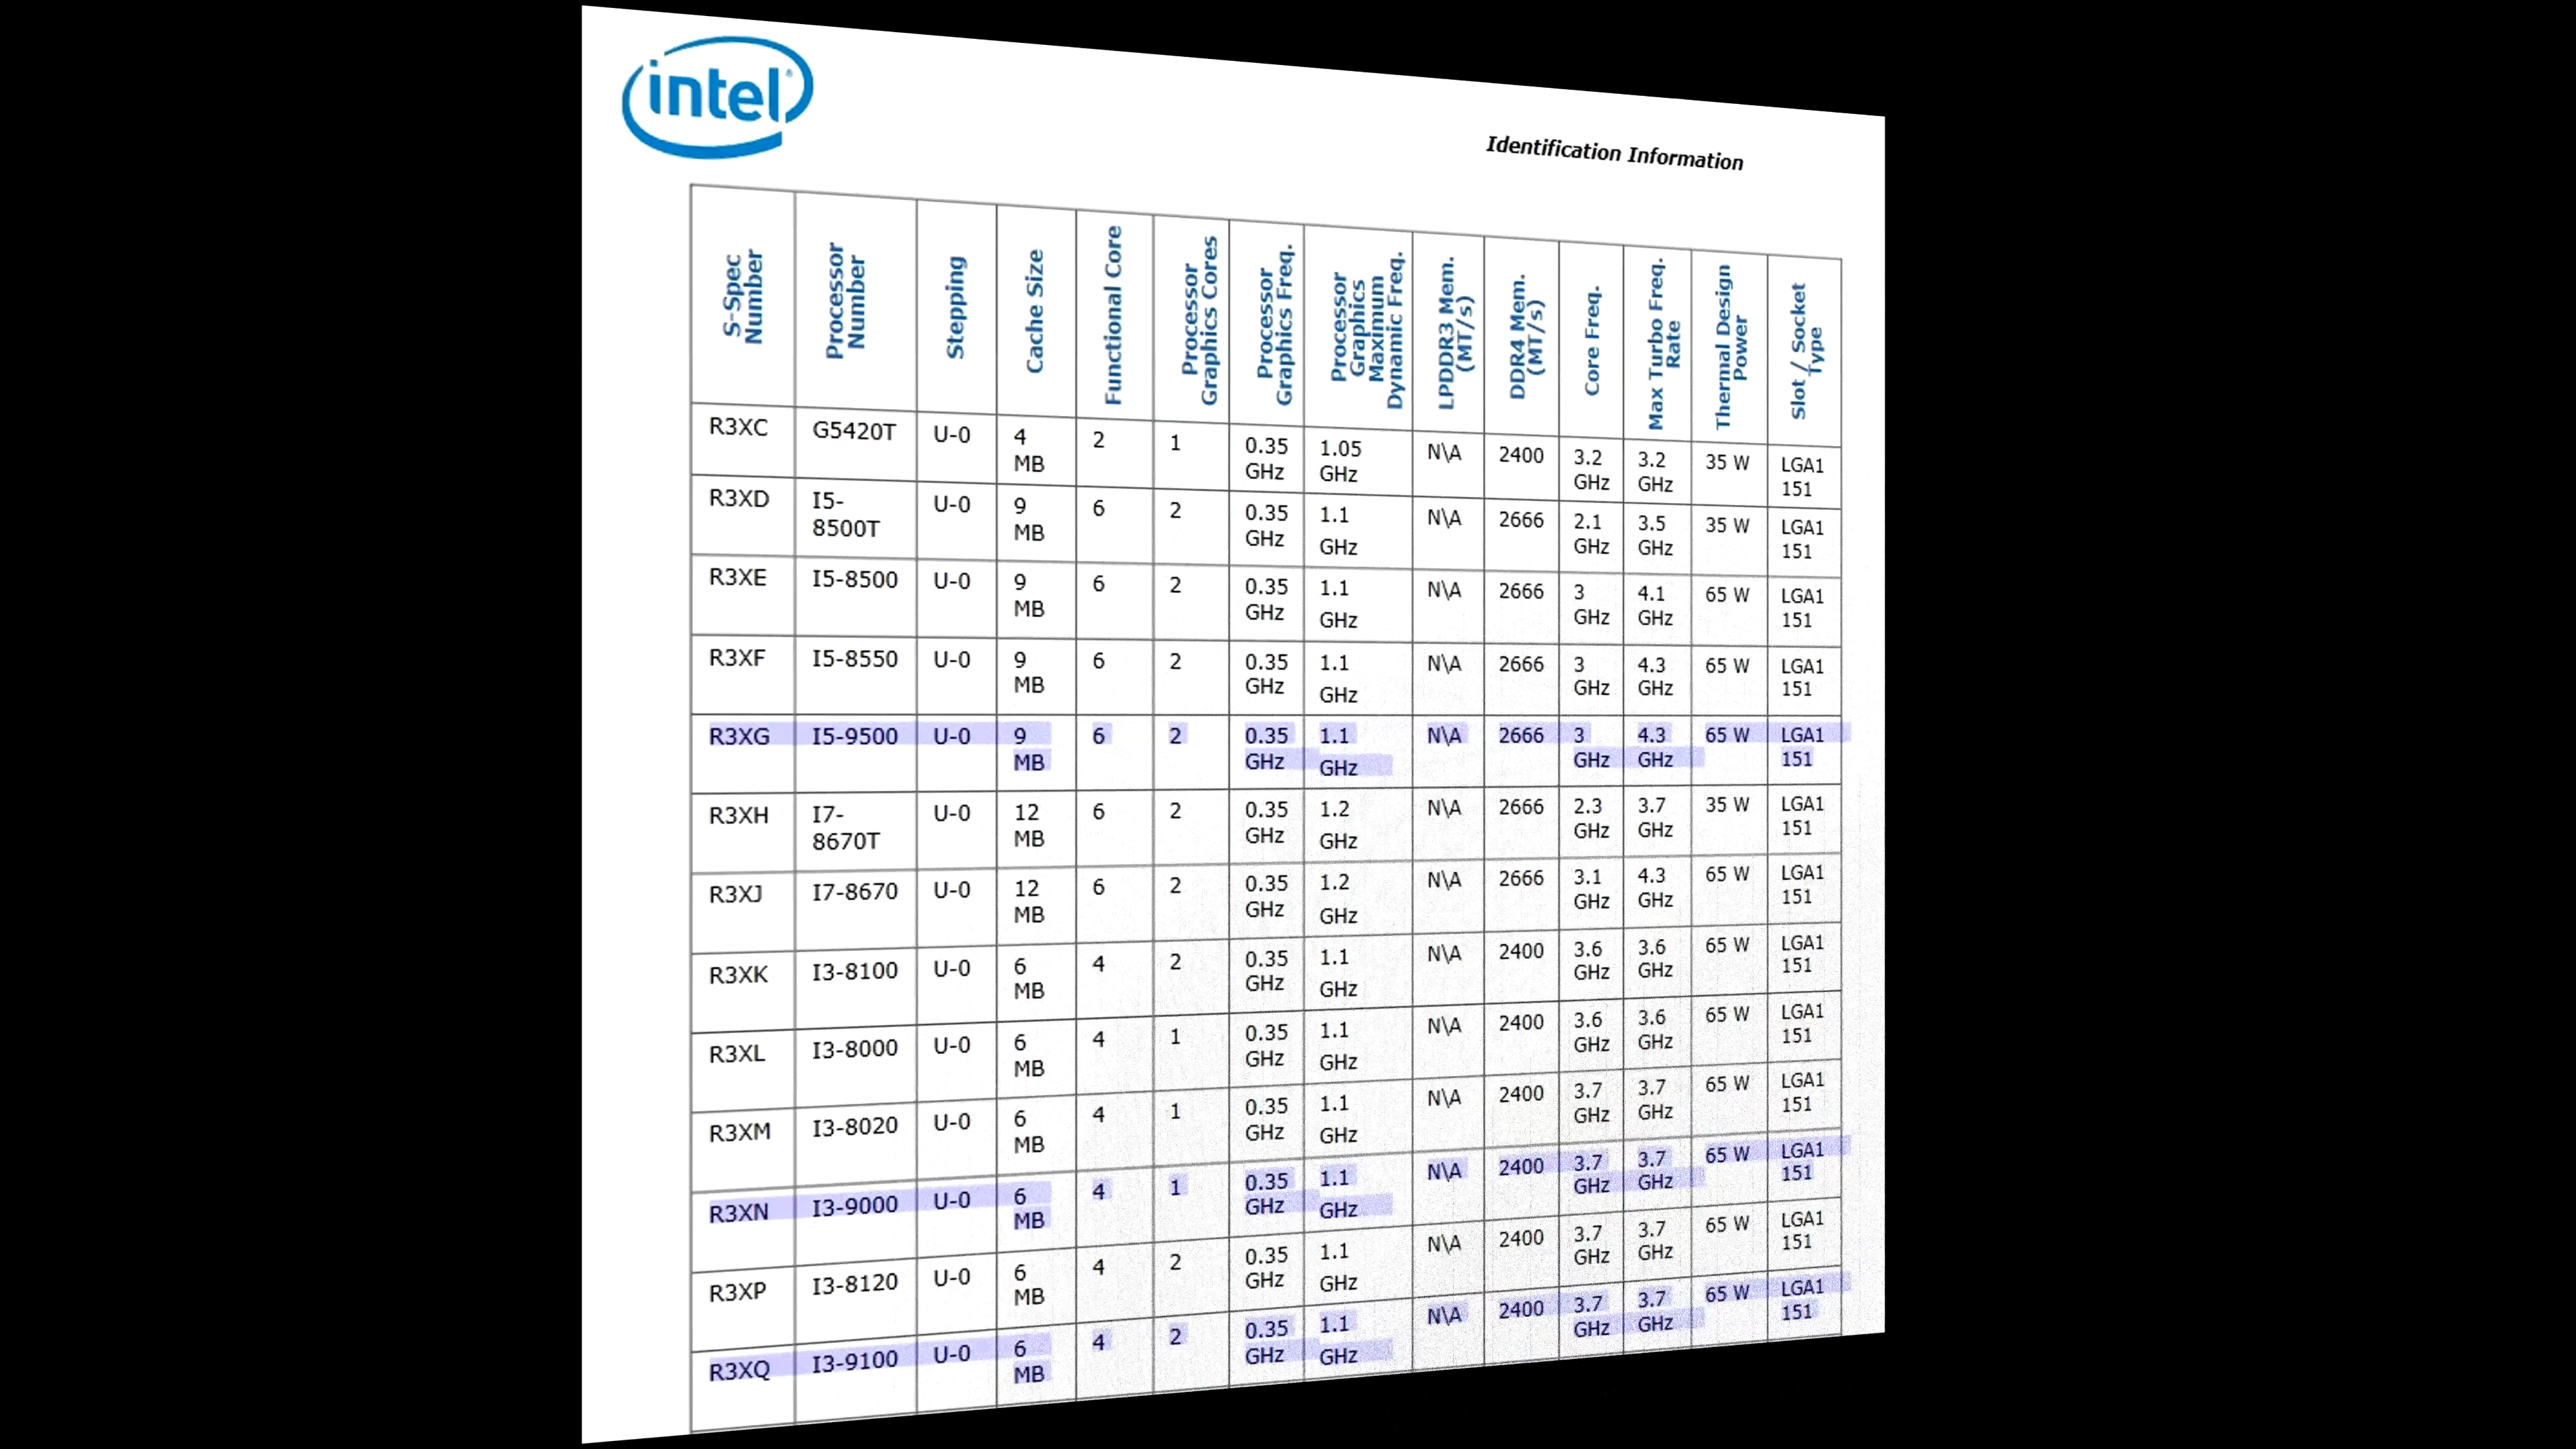 intel
Identification Information
S-Spec Number Processor Number Stepping Cache Size Functional Core Processor Graphics Cores Processor Graphics Freq. Processor Graphics Maximum Dynamic Freq. LPDDR3 Mem. (MT/s) DDR4 Mem. (MT/s) Core Freq. Max Turbo Freq. Rate Thermal Design Power Slot / Socket Type
R3XC G5420T U-0 4 MB 2 1 0.35 GHz 1.05 GHz N\A 2400 3.2 GHz 3.2 GHz 35 W LGA1 151
R3XD I5-8500T U-0 9 MB 6 2 0.35 GHz 1.1 GHz N\A 2666 2.1 GHz 3.5 GHz 35 W LGA1 151
R3XE I5-8500 U-0 9 MB 6 2 0.35 GHz 1.1 GHz N\A 2666 3 GHz 4.1 GHz 65 W LGA1 151
R3XF I5-8550 U-0 9 MB 6 2 0.35 GHz 1.1 GHz N\A 2666 3 GHz 4.3 GHz 65 W LGA1 151
R3XG I5-9500 U-0 9 MB 6 2 0.35 GHz 1.1 GHz N\A 2666 3 GHz 4.3 GHz 65 W LGA1 151
R3XH I7-8670T U-0 12 MB 6 2 0.35 GHz 1.2 GHz N\A 2666 2.3 GHz 3.7 GHz 35 W LGA1 151
R3XJ I7-8670 U-0 12 MB 6 2 0.35 GHz 1.2 GHz N\A 2666 3.1 GHz 4.3 GHz 65 W LGA1 151
R3XK I3-8100 U-0 6 MB 4 2 0.35 GHz 1.1 GHz N\A 2400 3.6 GHz 3.6 GHz 65 W LGA1 151
R3XL I3-8000 U-0 6 MB 4 1 0.35 GHz 1.1 GHz N\A 2400 3.6 GHz 3.6 GHz 65 W LGA1 151
R3XM I3-8020 U-0 6 MB 4 1 0.35 GHz 1.1 GHz N\A 2400 3.7 GHz 3.7 GHz 65 W LGA1 151
R3XN I3-9000 U-0 6 MB 4 1 0.35 GHz 1.1 GHz N\A 2400 3.7 GHz 3.7 GHz 65 W LGA1 151
R3XP I3-8120 U-0 6 MB 4 2 0.35 GHz 1.1 GHz N\A 2400 3.7 GHz 3.7 GHz 65 W LGA1 151
R3XQ I3-9100 U-0 6 MB 4 2 0.35 GHz 1.1 GHz N\A 2400 3.7 GHz 3.7 GHz 65 W LGA1 151